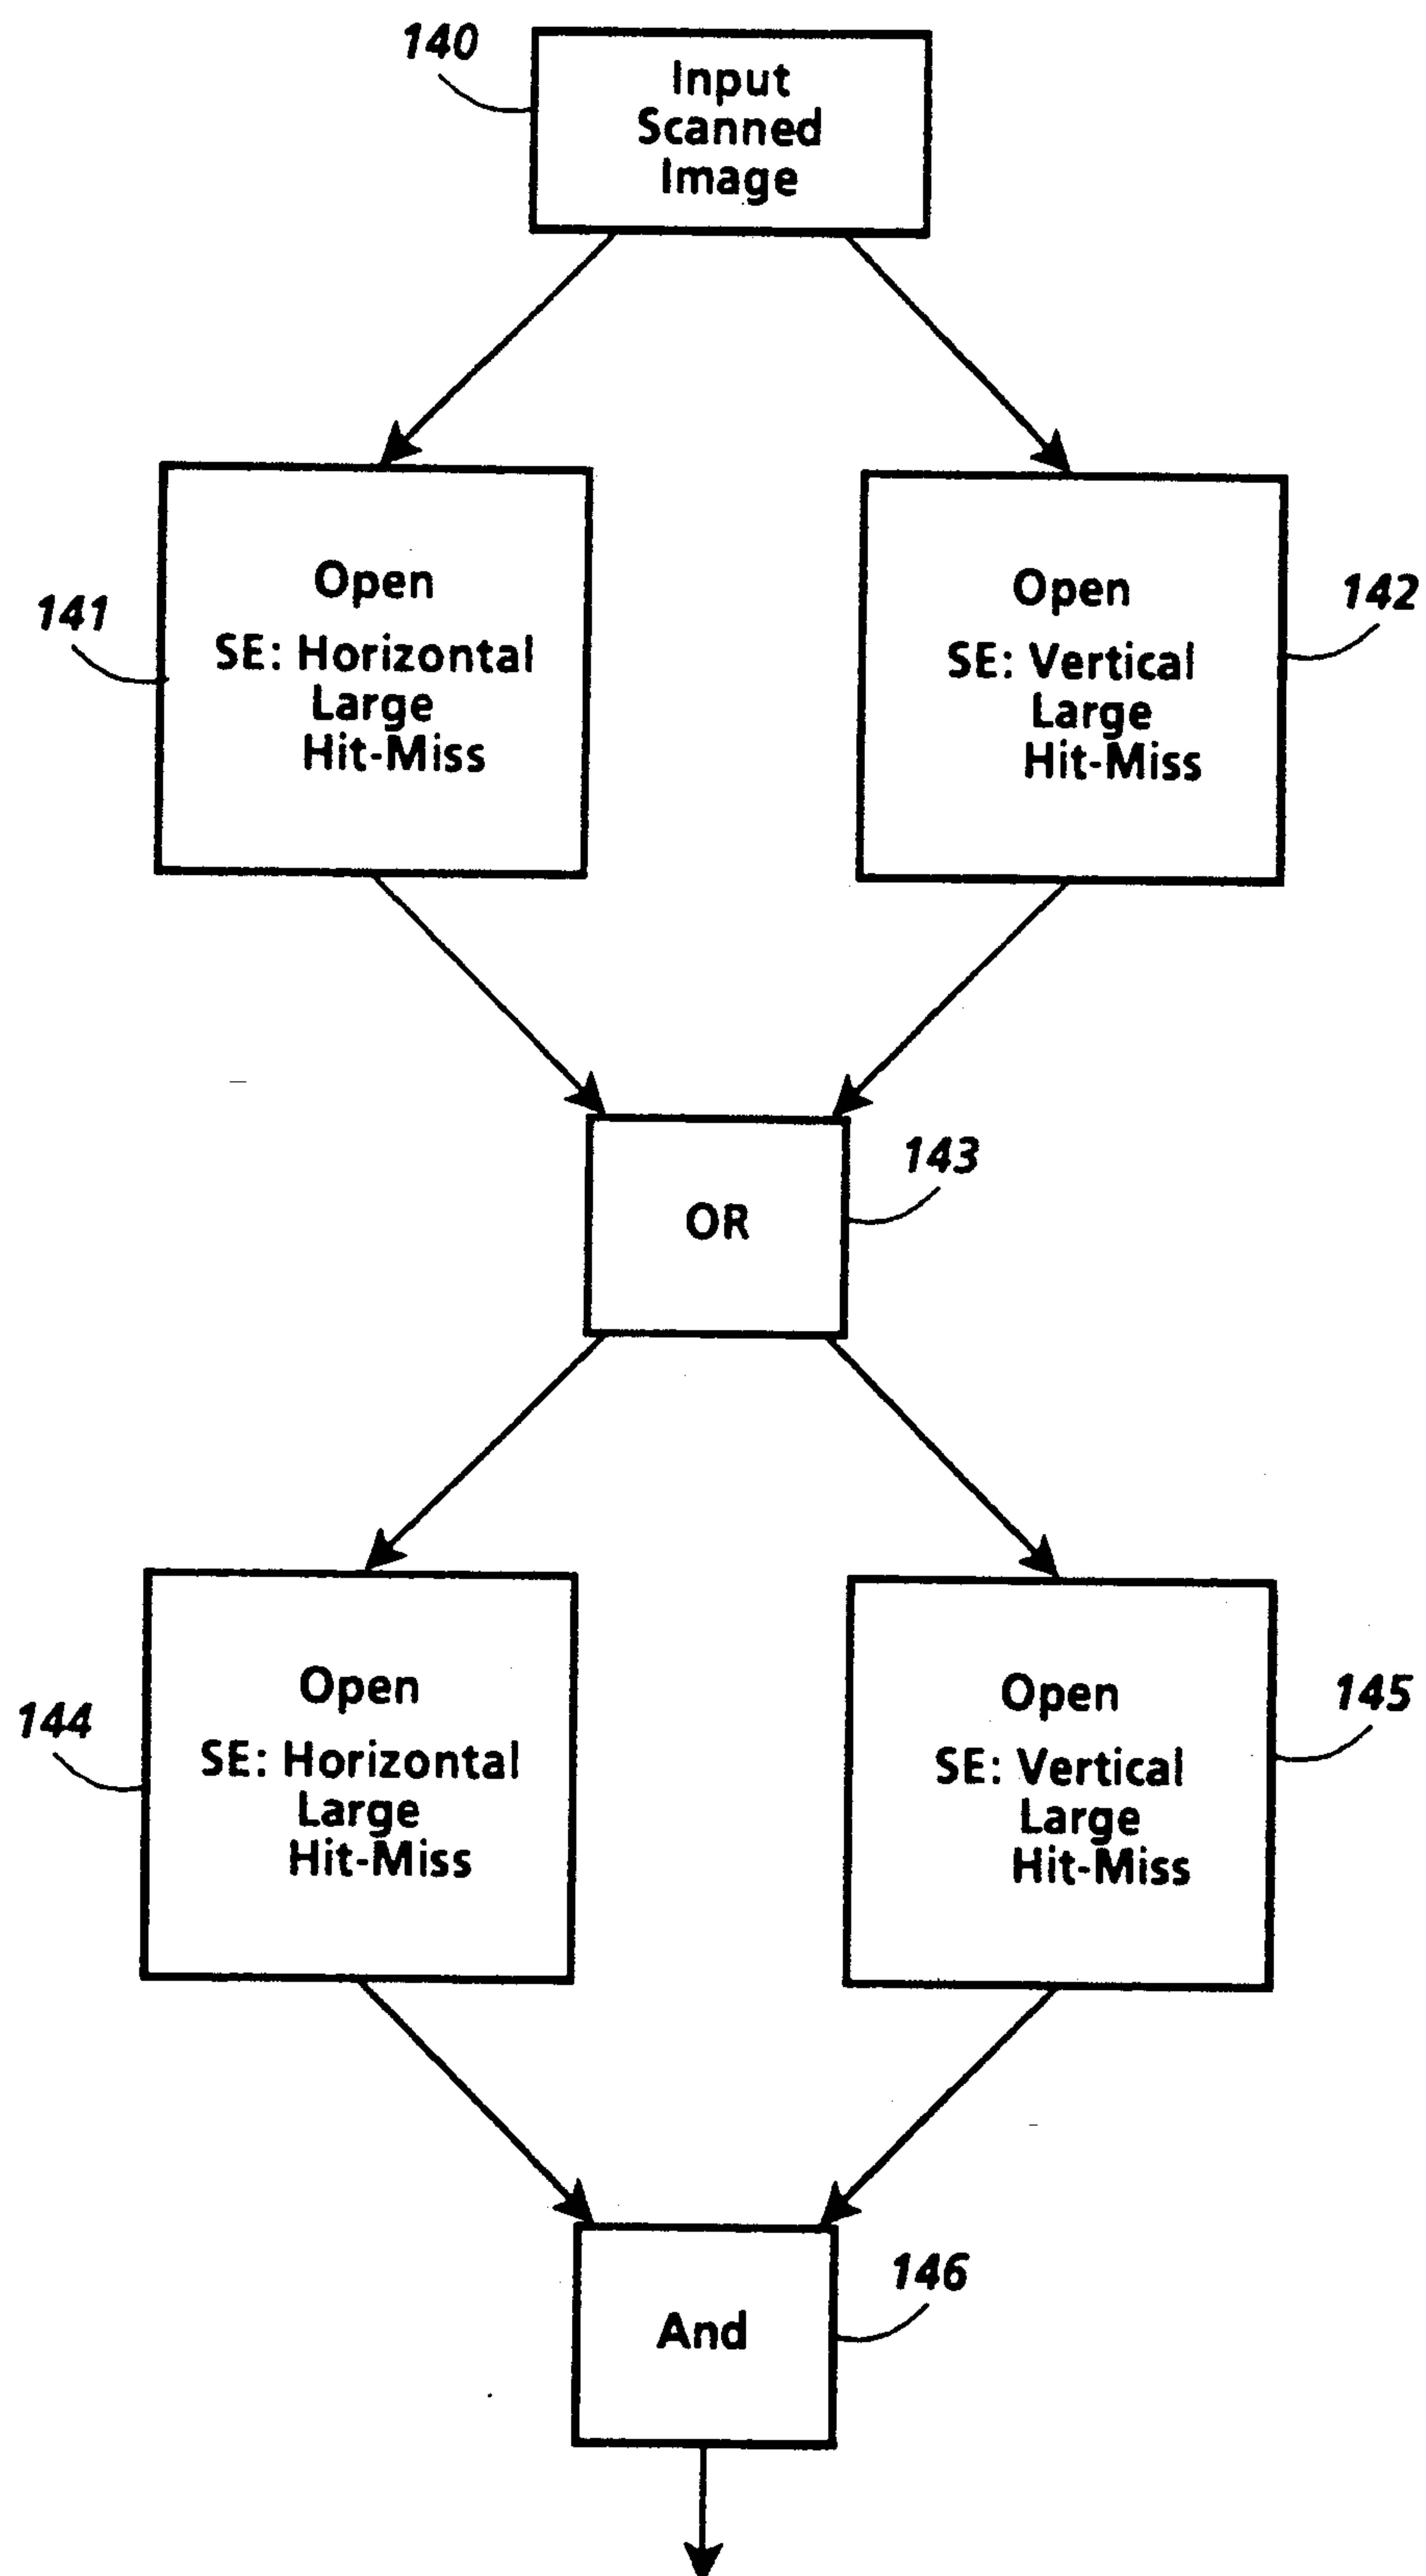 140
Input
Scanned
Image
141
Open
SE: Horizontal
Large
Hit-Miss
142
Open
SE: Vertical
Large
Hit-Miss
143
OR
144
Open
SE: Horizontal
Large
Hit-Miss
145
Open
SE: Vertical
Large
Hit-Miss
146
And